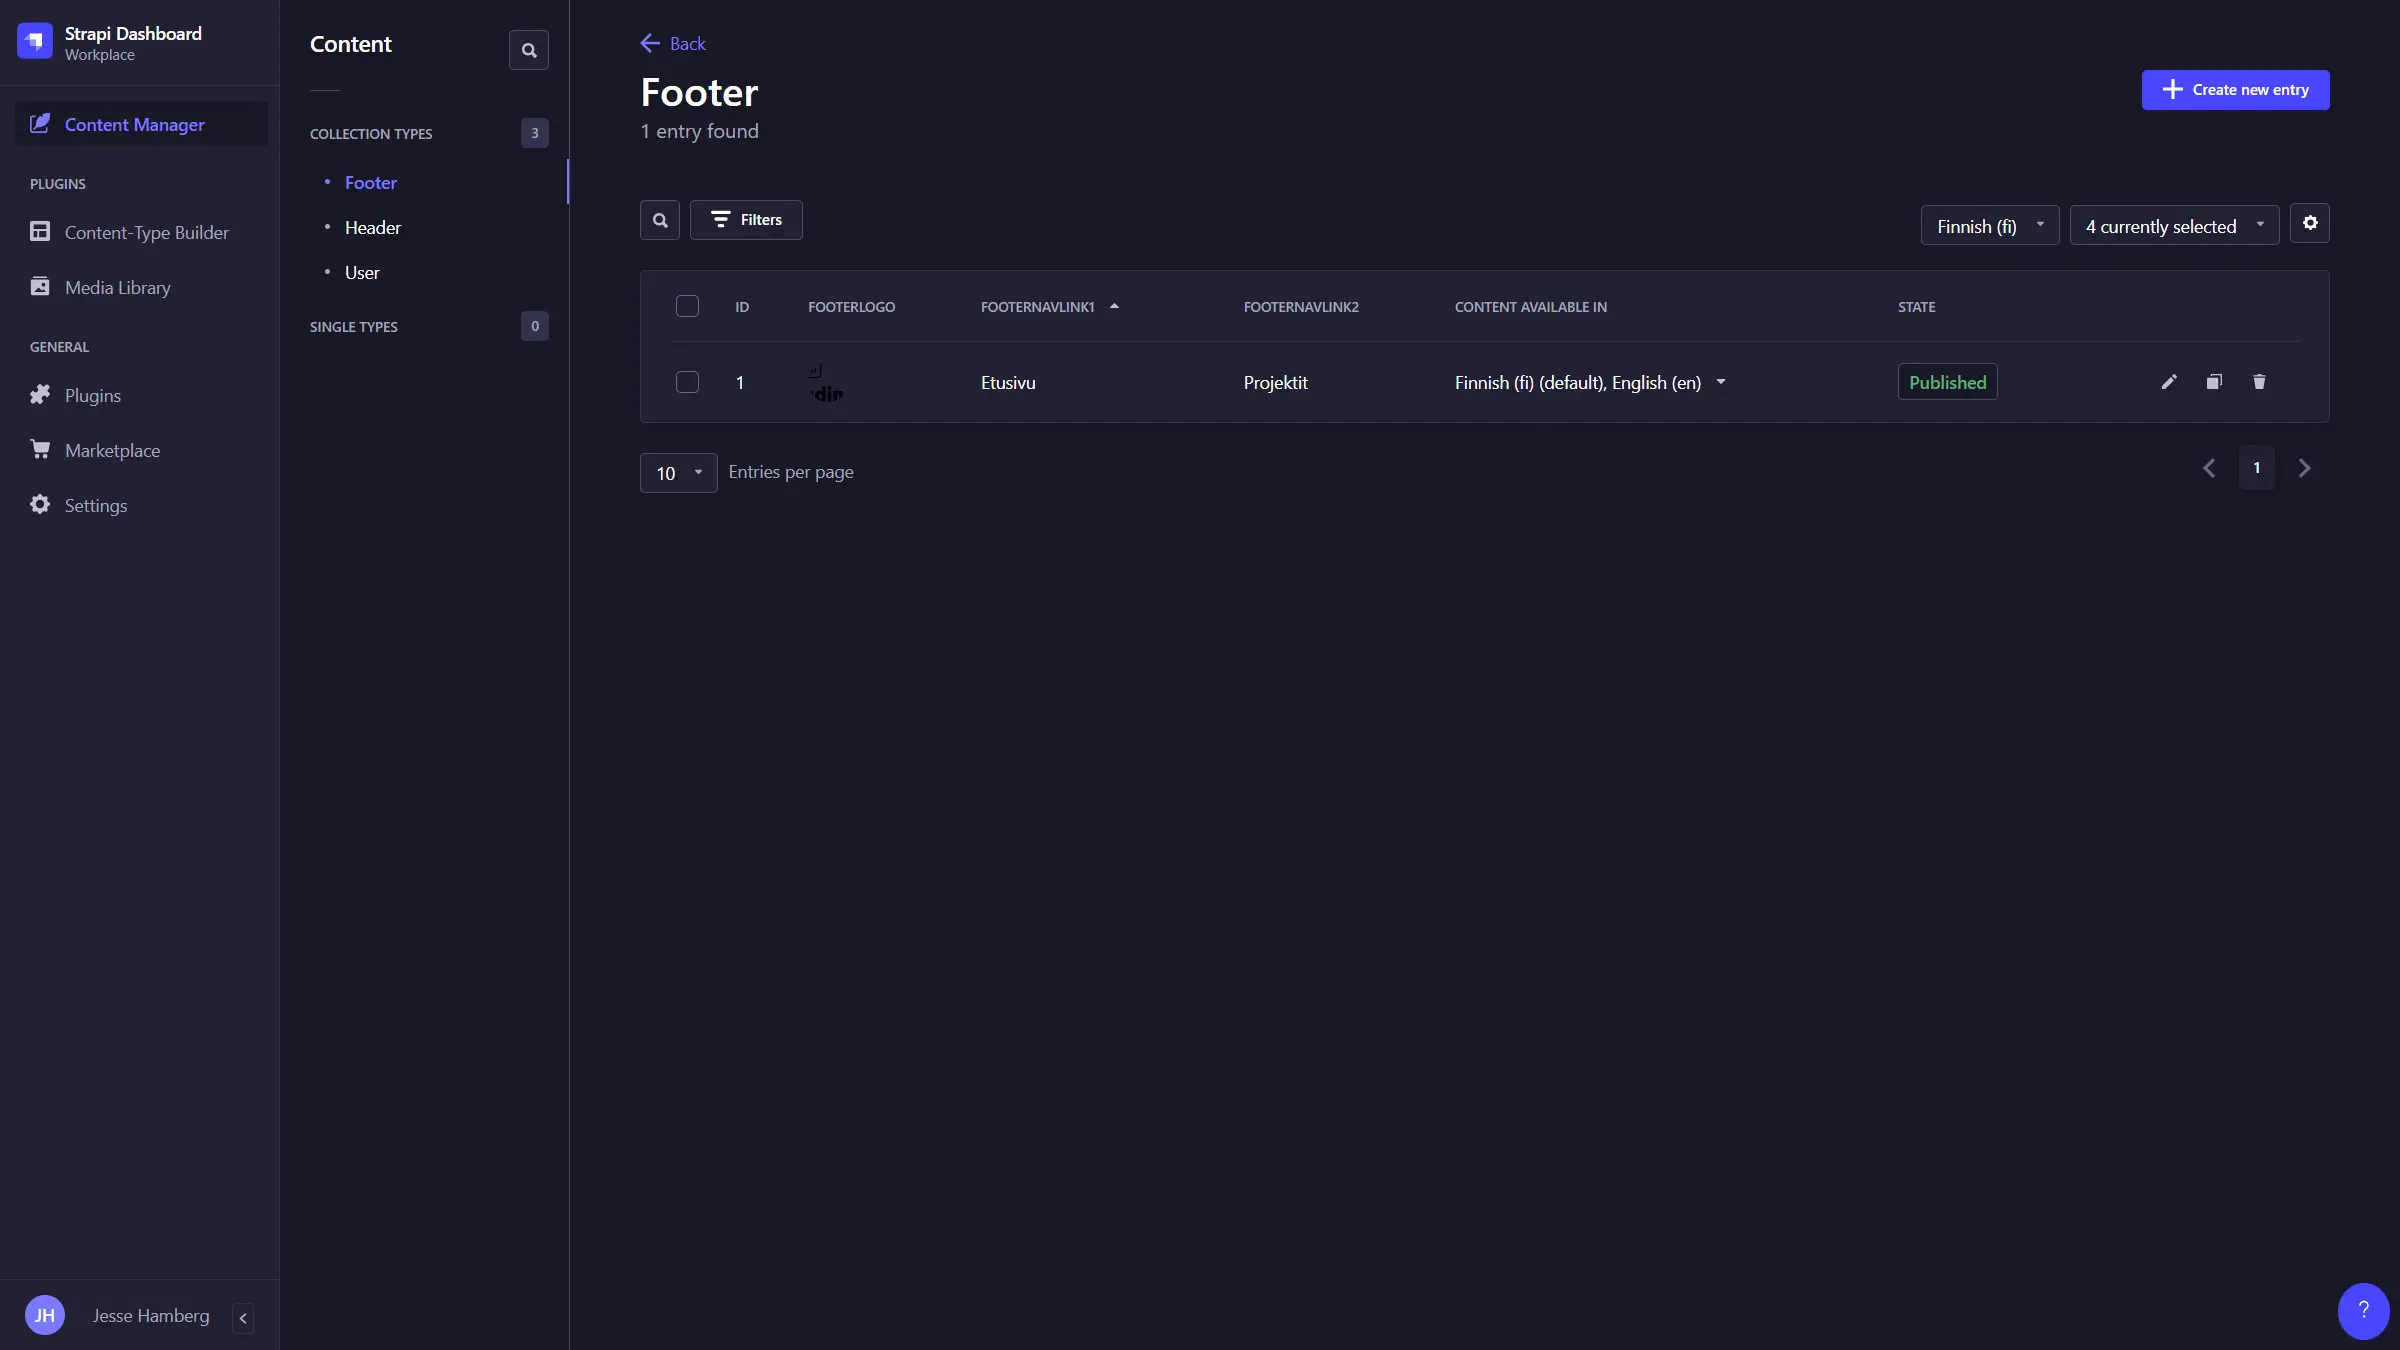 Strapi Dashboard
Workplace
Content Manager
PLUGINS
Content-Type Builder
Media Library
GENERAL
Plugins
Marketplace
Settings
JH
Jesse Hamberg
Content
COLLECTION TYPES 3
Footer
Header
User
SINGLE TYPES 0
Back
Footer
1 entry found
Create new entry
Filters
Finnish (fi)
4 currently selected
ID FOOTERLOGO FOOTERNAVLINK1 FOOTERNAVLINK2 CONTENT AVAILABLE IN STATE
1 Etusivu Projektit Finnish (fi) (default), English (en) Published
10 Entries per page
1
?